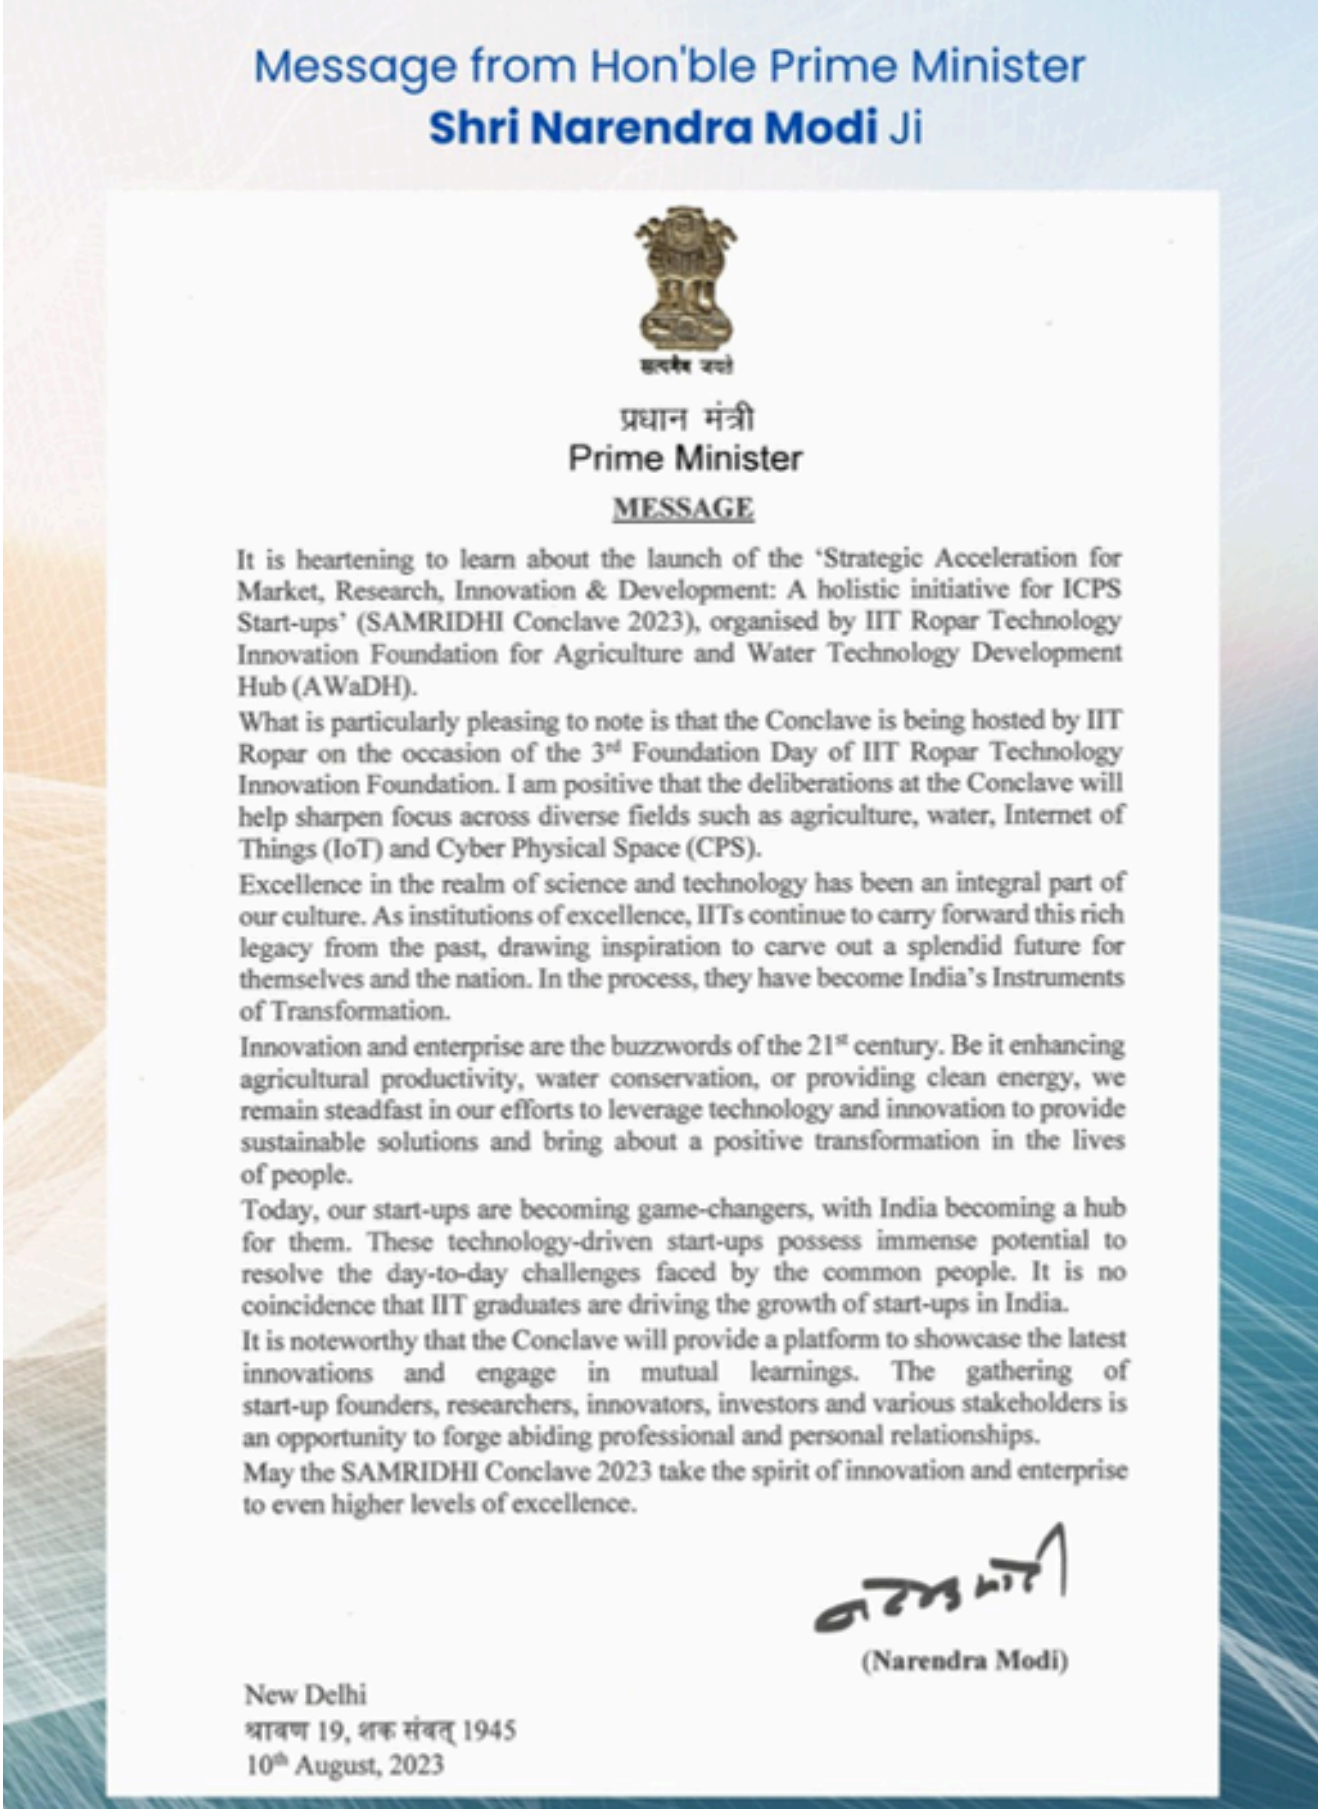 Message from Hon'ble Prime Minister
Shri Narendra Modi Ji
सत्यमेव जयते
प्रधान मंत्री
Prime Minister
MESSAGE
It is heartening to learn about the launch of the ‘Strategic Acceleration for
Market, Research, Innovation & Development: A holistic initiative for ICPS
Start-ups’ (SAMRIDHI Conclave 2023), organised by IIT Ropar Technology
Innovation Foundation for Agriculture and Water Technology Development
Hub (AWaDH).
What is particularly pleasing to note is that the Conclave is being hosted by IIT
Ropar on the occasion of the 3rd Foundation Day of IIT Ropar Technology
Innovation Foundation. I am positive that the deliberations at the Conclave will
help sharpen focus across diverse fields such as agriculture, water, Internet of
Things (IoT) and Cyber Physical Space (CPS).
Excellence in the realm of science and technology has been an integral part of
our culture. As institutions of excellence, IITs continue to carry forward this rich
legacy from the past, drawing inspiration to carve out a splendid future for
themselves and the nation. In the process, they have become India’s Instruments
of Transformation.
Innovation and enterprise are the buzzwords of the 21st century. Be it enhancing
agricultural productivity, water conservation, or providing clean energy, we
remain steadfast in our efforts to leverage technology and innovation to provide
sustainable solutions and bring about a positive transformation in the lives
of people.
Today, our start-ups are becoming game-changers, with India becoming a hub
for them. These technology-driven start-ups possess immense potential to
resolve the day-to-day challenges faced by the common people. It is no
coincidence that IIT graduates are driving the growth of start-ups in India.
It is noteworthy that the Conclave will provide a platform to showcase the latest
innovations and engage in mutual learnings. The gathering of
start-up founders, researchers, innovators, investors and various stakeholders is
an opportunity to forge abiding professional and personal relationships.
May the SAMRIDHI Conclave 2023 take the spirit of innovation and enterprise
to even higher levels of excellence.
नरेन्द्र मोदी
(Narendra Modi)
New Delhi
श्रावण 19, शक संवत् 1945
10th August, 2023